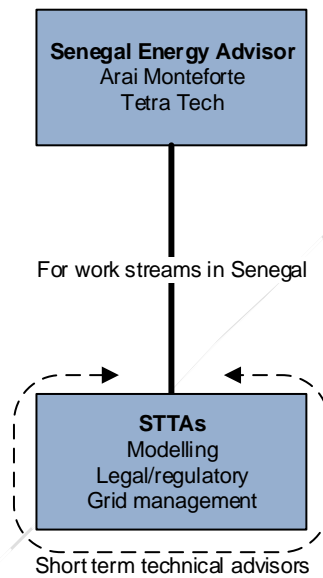 Senegal Energy Advisor
Arai Monteforte
Tetra Tech
For work streams in Senegal
STTAs
Modelling
Legal/regulatory
Grid management
Short term technical advisors